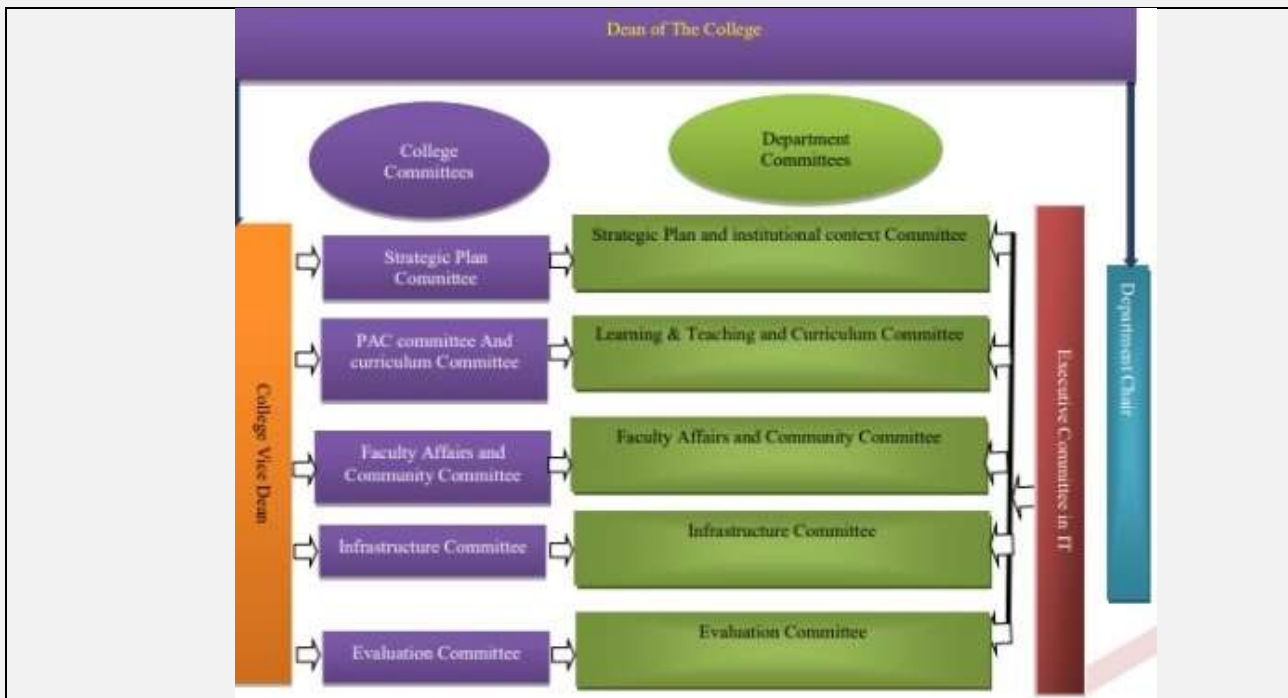 Dean of The College
College
Committees
Department
Committees
College Vice Dean
Strategic Plan
Committee
Strategic Plan and institutional context Committee
PAC committee And
curriculum Committee
Learning & Teaching and Curriculum Committee
Faculty Affairs and
Community Committee
Faculty Affairs and Community Committee
Infrastructure Committee
Infrastructure Committee
Evaluation Committee
Evaluation Committee
Executive Committee in IT
Department Chair